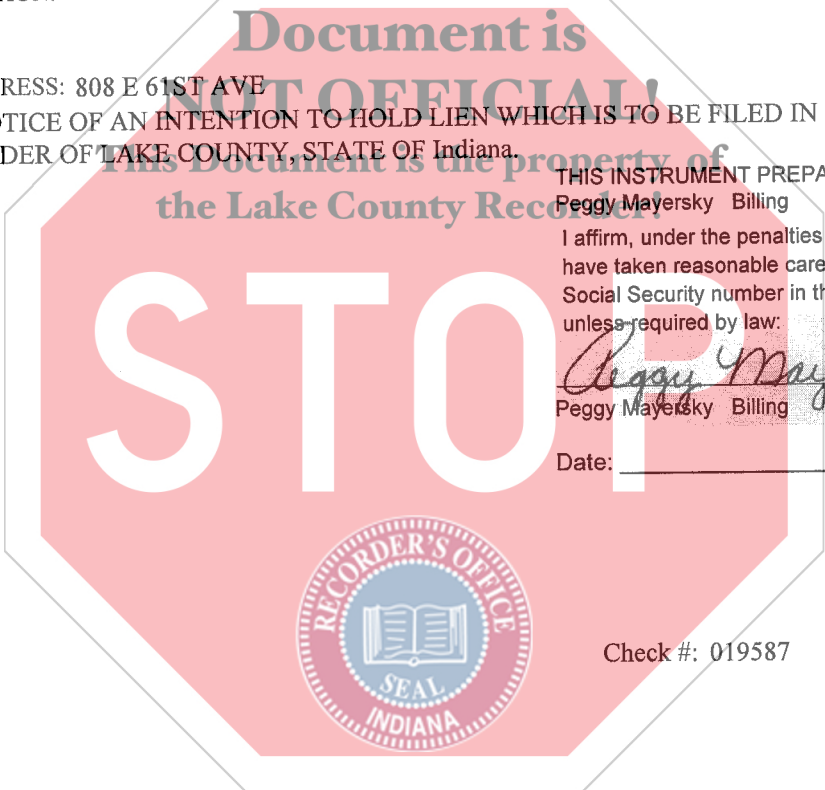 Document is
RESS: 808 E 61ST AVE
NOT OFFICIAL!
TICE OF AN INTENTION TO HOLD LIEN WHICH IS TO BE FILED IN
DER OF LAKE COUNTY, STATE OF Indiana.
This Document is the property of
the Lake County Recorder!
THIS INSTRUMENT PREPA
Peggy Mayersky Billing
I affirm, under the penalties
have taken reasonable care
Social Security number in th
unless required by law:
STOP
Peggy May
Peggy Mayersky Billing
Date:
RECORDER'S OFFICE
SEAL
INDIANA
Check #: 019587